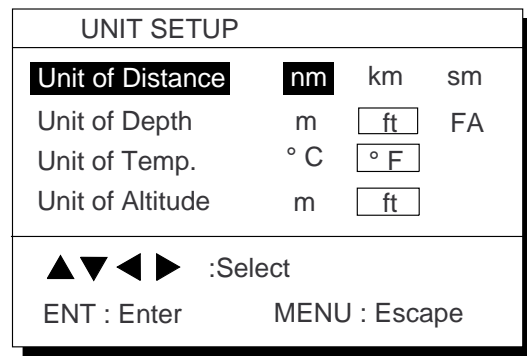 UNIT SETUP
Unit of Distance nm km sm
Unit of Depth m ft FA
Unit of Temp. ° C ° F
Unit of Altitude m ft
:Select
ENT : Enter MENU : Escape